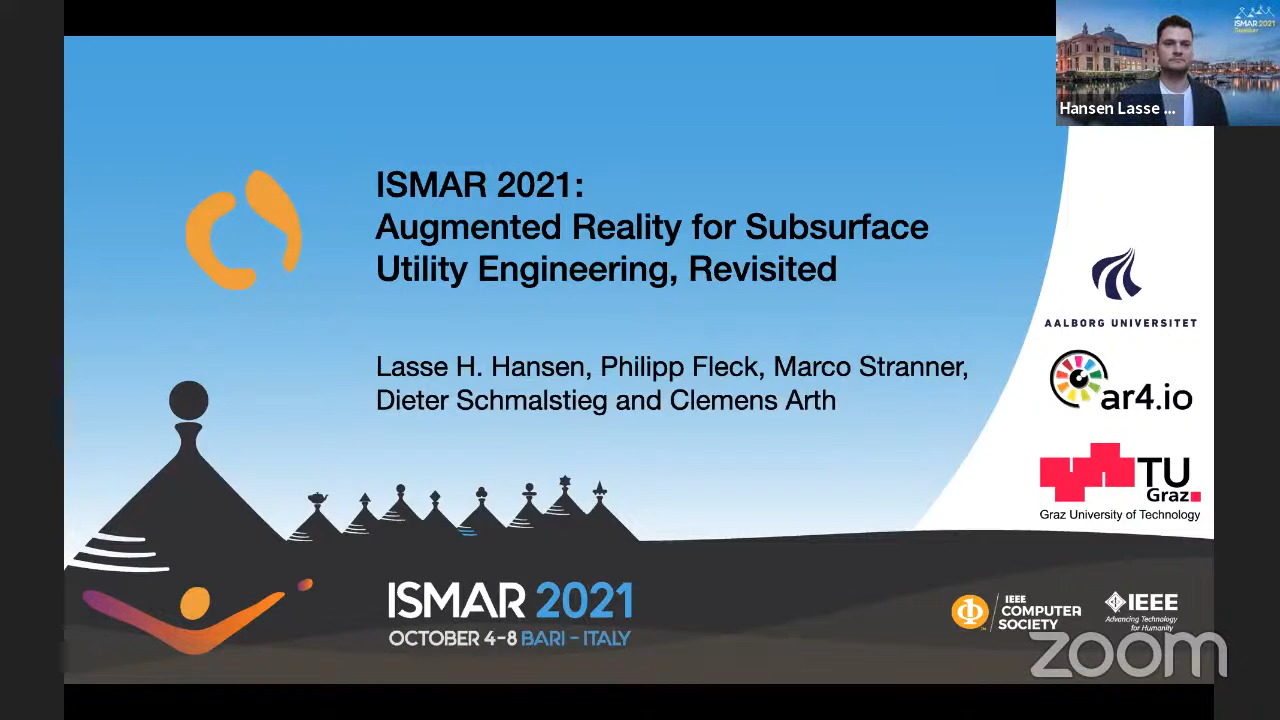 ISMAR 2021
Hansen Lasse ...
ISMAR 2021:
Augmented Reality for Subsurface
Utility Engineering, Revisited
Lasse H. Hansen, Philipp Fleck, Marco Stranner,
Dieter Schmalstieg and Clemens Arth
AALBORG UNIVERSITET
ar4.io
TU
Graz
Graz University of Technology
ISMAR 2021
OCTOBER 4-8 BARI - ITALY
IEEE
COMPUTER
SOCIETY
IEEE
Advancing Technology
for Humanity
zoom